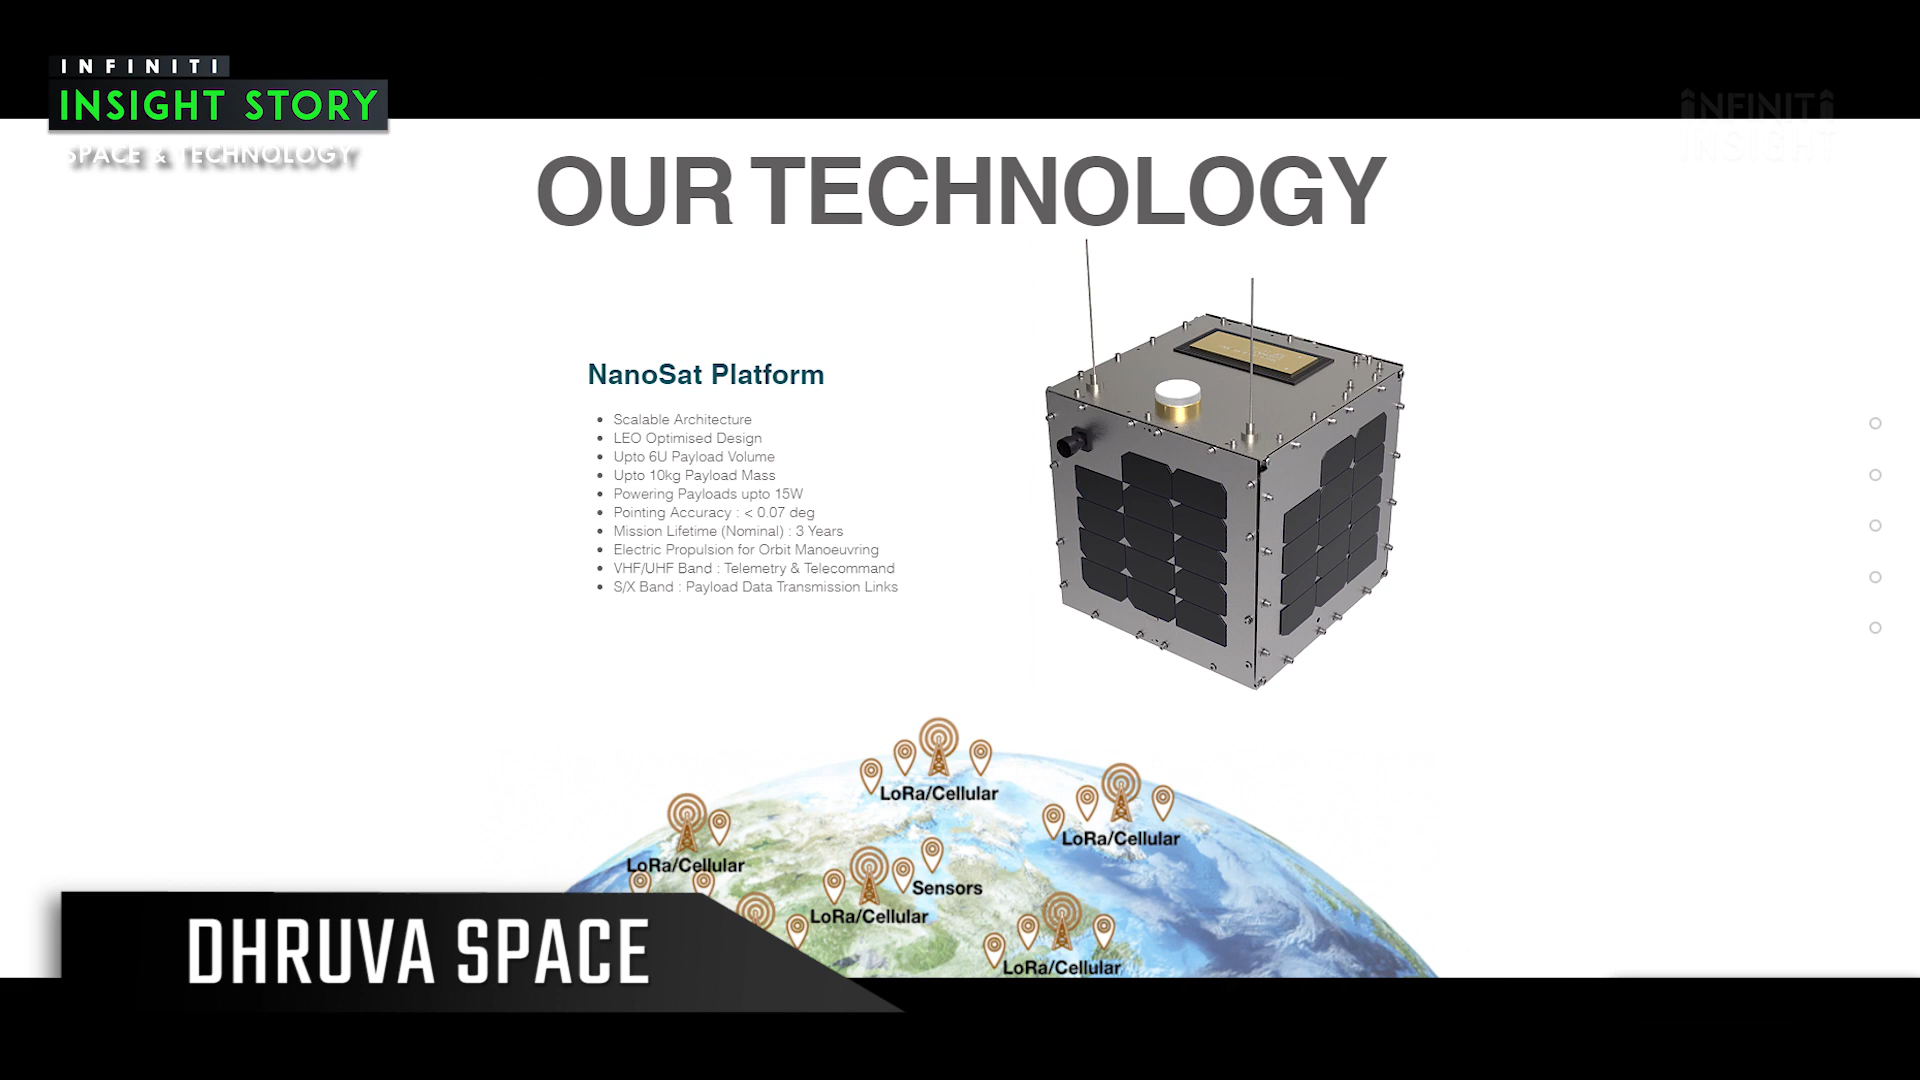 INFINITI
INSIGHT STORY
SPACE & TECHNOLOGY
INFINITI
INSIGHT
OUR TECHNOLOGY
NanoSat Platform
• Scalable Architecture
• LEO Optimised Design
• Upto 6U Payload Volume
• Upto 10kg Payload Mass
• Powering Payloads upto 15W
• Pointing Accuracy : < 0.07 deg
• Mission Lifetime (Nominal) : 3 Years
• Electric Propulsion for Orbit Manoeuvring
• VHF/UHF Band : Telemetry & Telecommand
• S/X Band : Payload Data Transmission Links
LoRa/Cellular
LoRa/Cellular
LoRa/Cellular
Sensors
LoRa/Cellular
LoRa/Cellular
DHRUVA SPACE